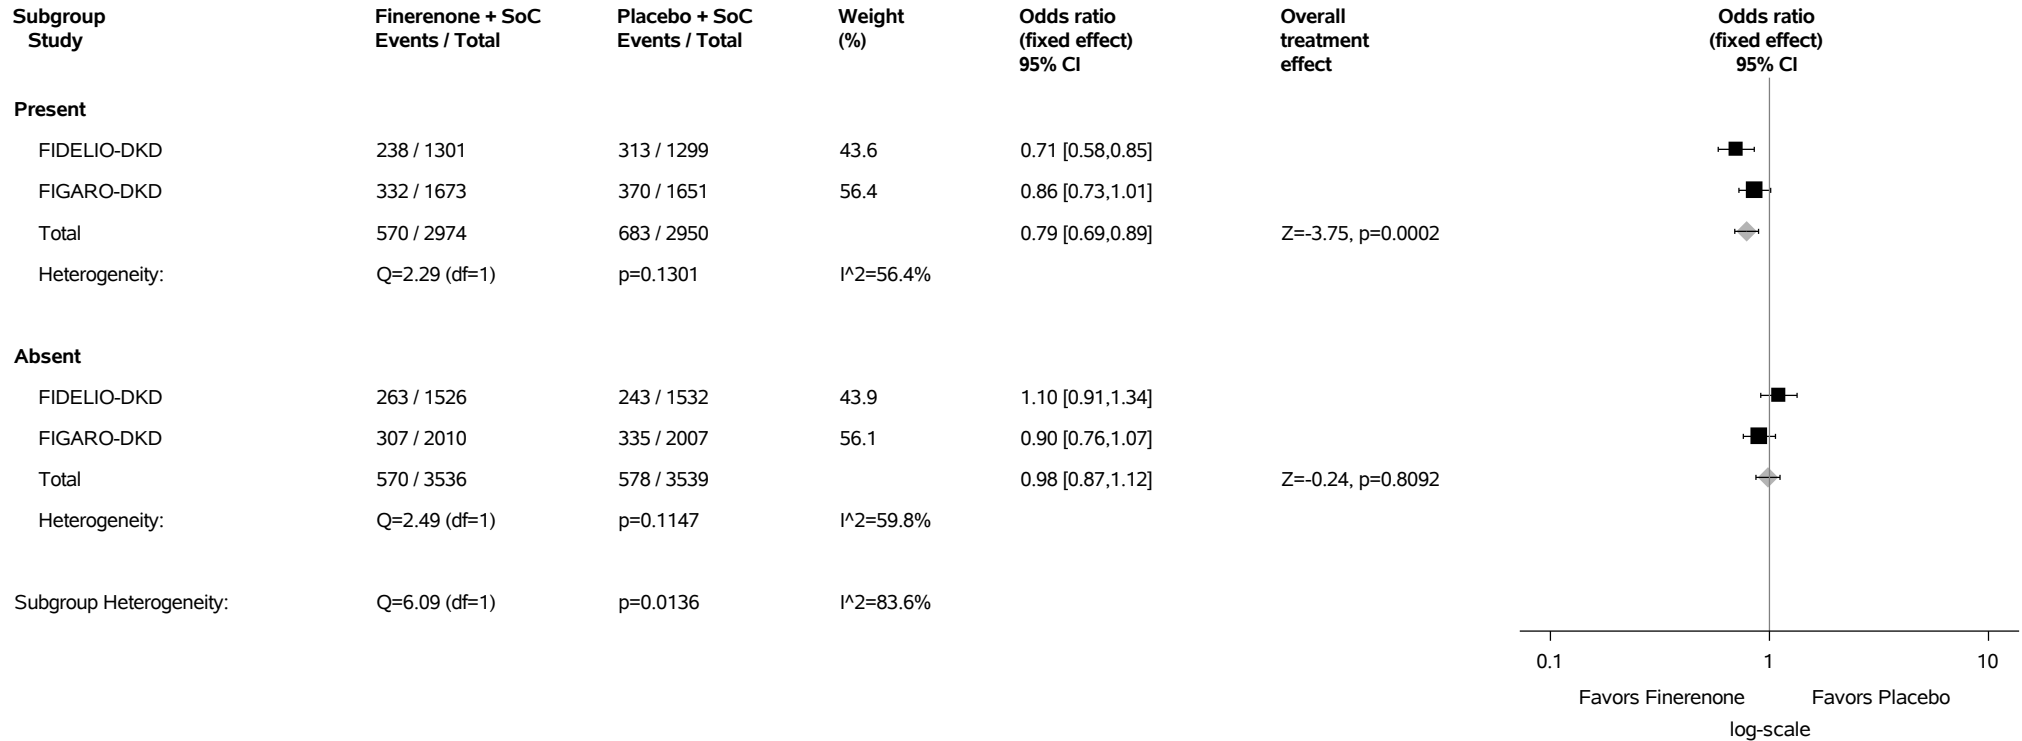 Subgroup Finerenone + SoC Placebo + SoC Weight Odds ratio Overall Odds ratio
Study Events / Total Events / Total (%) (fixed effect) treatment (fixed effect)
95% CI effect 95% CI
Present
FIDELIO-DKD 238 / 1301 313 / 1299 43.6 0.71 [0.58,0.85]
FIGARO-DKD 332 / 1673 370 / 1651 56.4 0.86 [0.73,1.01]
Total 570 / 2974 683 / 2950 0.79 [0.69,0.89] Z=-3.75, p=0.0002
Heterogeneity: Q=2.29 (df=1) p=0.1301 I^2=56.4%
Absent
FIDELIO-DKD 263 / 1526 243 / 1532 43.9 1.10 [0.91,1.34]
FIGARO-DKD 307 / 2010 335 / 2007 56.1 0.90 [0.76,1.07]
Total 570 / 3536 578 / 3539 0.98 [0.87,1.12] Z=-0.24, p=0.8092
Heterogeneity: Q=2.49 (df=1) p=0.1147 I^2=59.8%
Subgroup Heterogeneity: Q=6.09 (df=1) p=0.0136 I^2=83.6%
0.1 1 10
Favors Finerenone Favors Placebo
log-scale